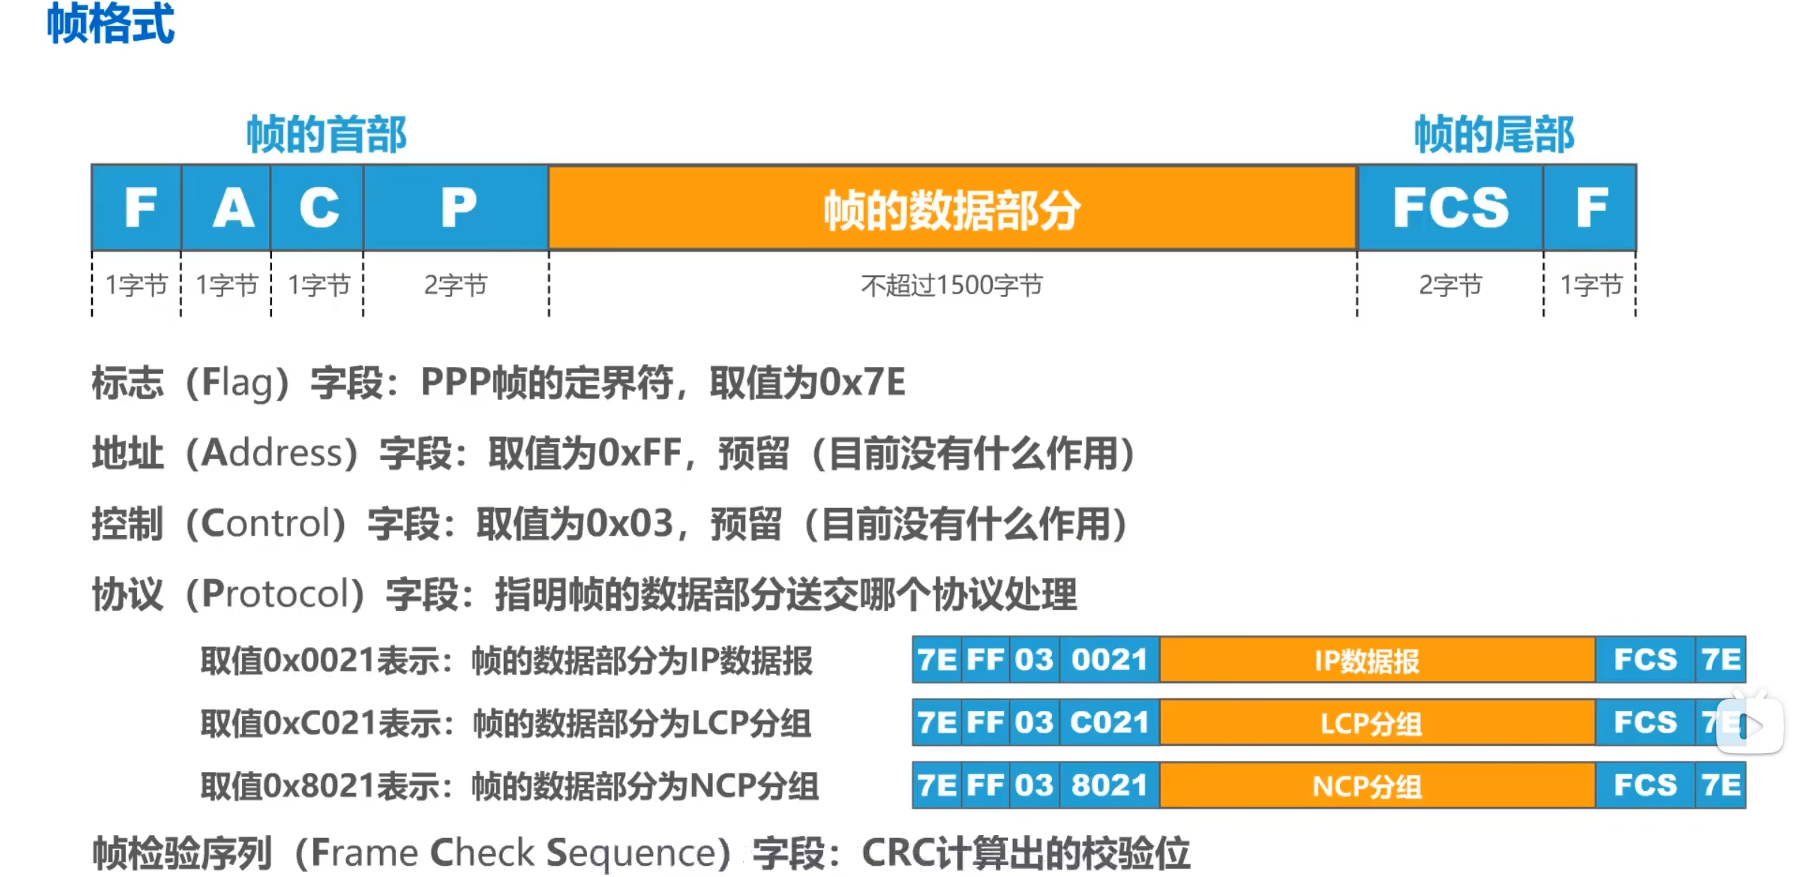 帧格式
帧的首部 帧的尾部
F A C P 帧的数据部分 FCS F
1字节 1字节 1字节 2字节 不超过1500字节 2字节 1字节
标志（Flag）字段：PPP帧的定界符，取值为0x7E
地址（Address）字段：取值为0xFF，预留（目前没有什么作用）
控制（Control）字段：取值为0x03，预留（目前没有什么作用）
协议（Protocol）字段：指明帧的数据部分送交哪个协议处理
取值0x0021表示：帧的数据部分为IP数据报 7E FF 03 0021 IP数据报 FCS 7E
取值0xC021表示：帧的数据部分为LCP分组 7E FF 03 C021 LCP分组 FCS 7E
取值0x8021表示：帧的数据部分为NCP分组 7E FF 03 8021 NCP分组 FCS 7E
帧检验序列（Frame Check Sequence）字段：CRC计算出的校验位